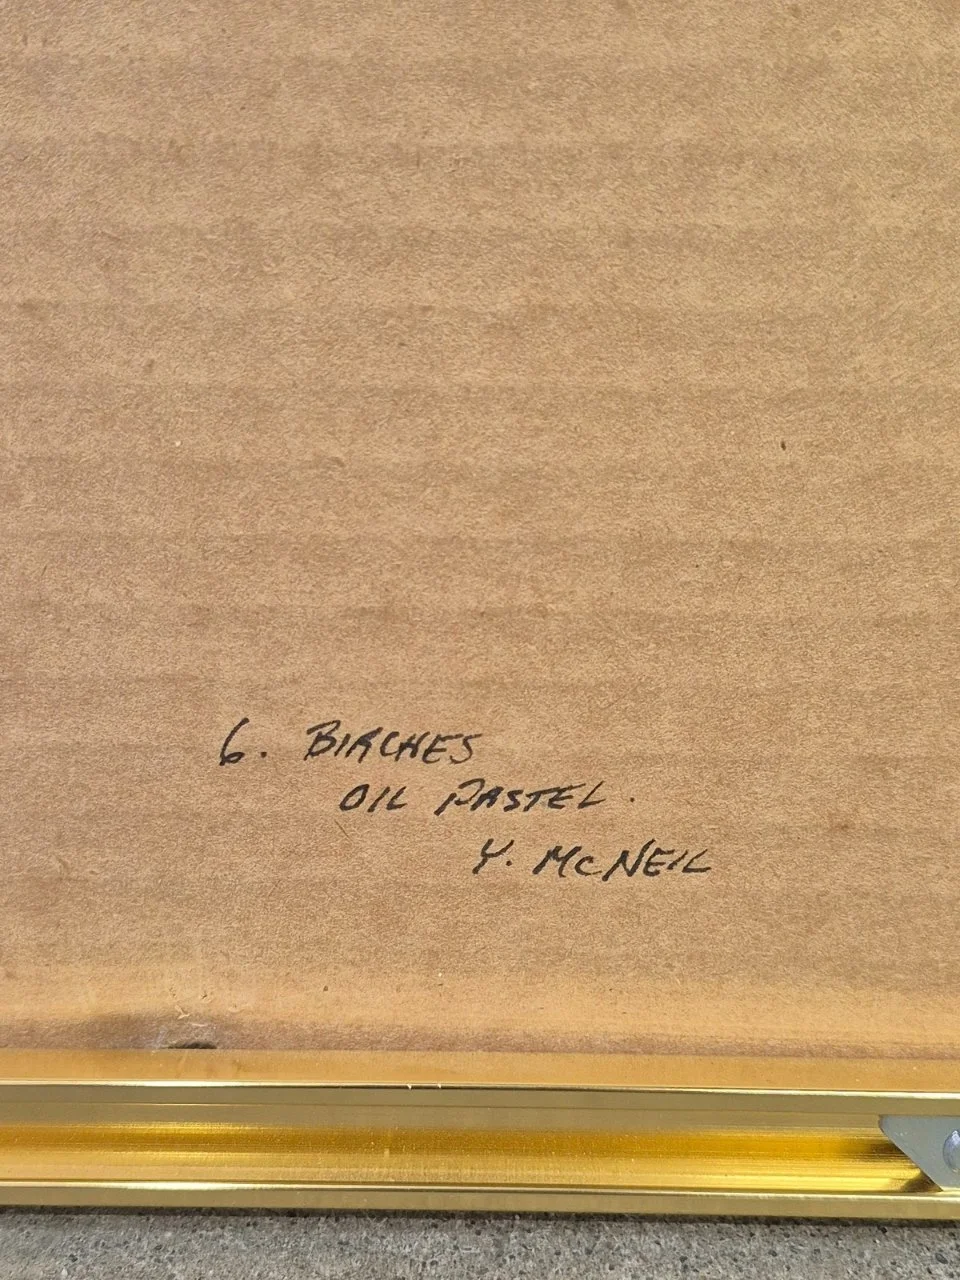 6. BIRCHES
OIL PASTEL.
Y. MCNEIL